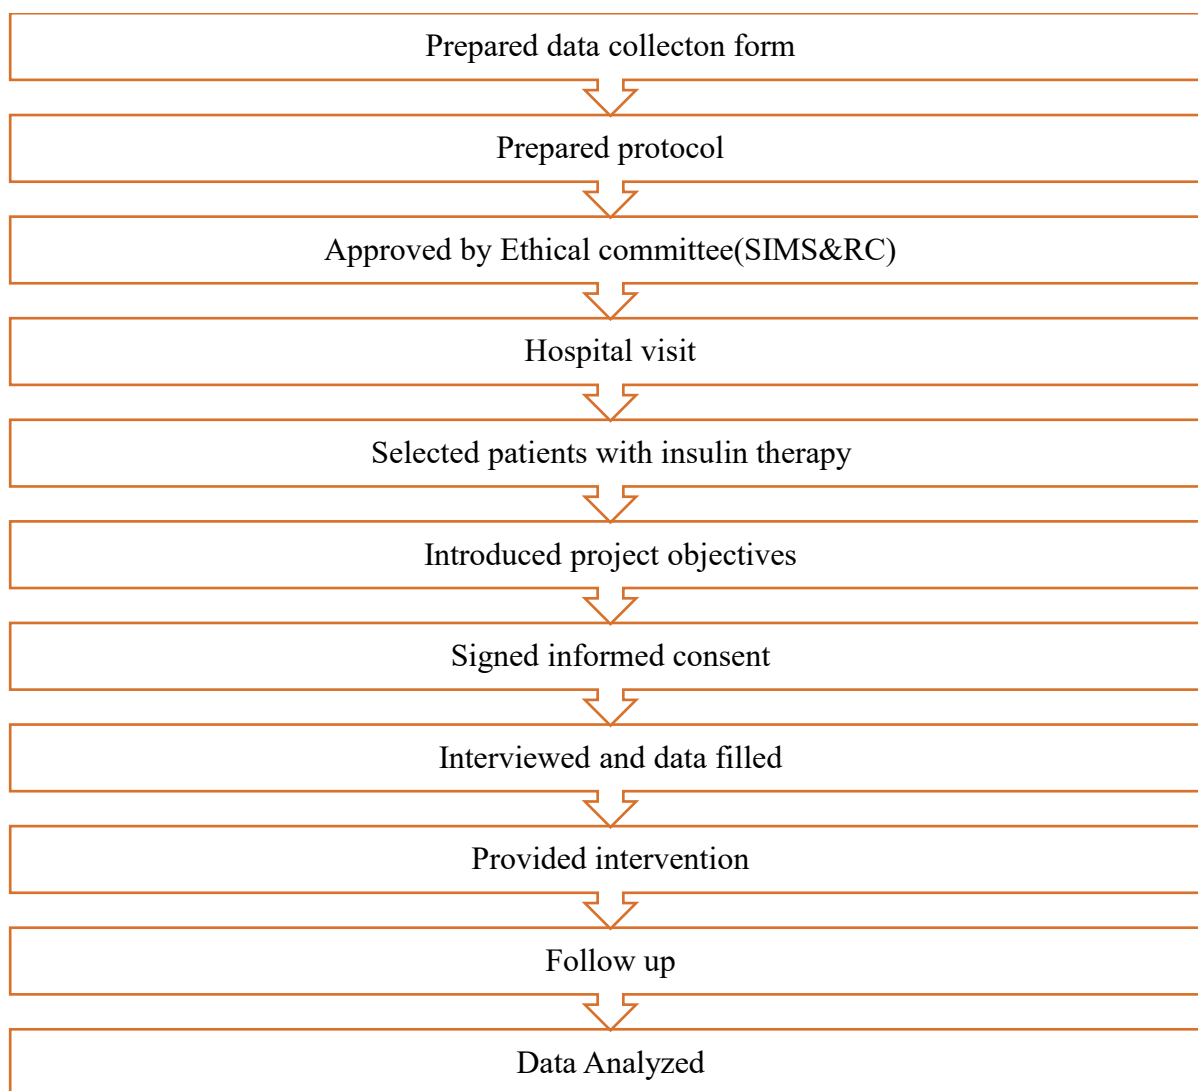 Prepared data collecton form
Prepared protocol
Approved by Ethical committee(SIMS&RC)
Hospital visit
Selected patients with insulin therapy
Introduced project objectives
Signed informed consent
Interviewed and data filled
Provided intervention
Follow up
Data Analyzed